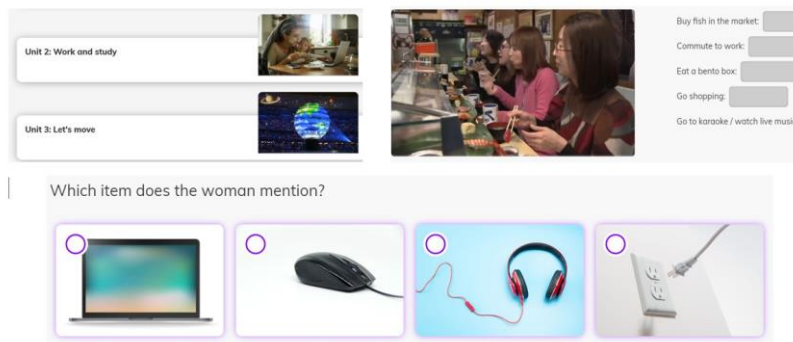 Unit 2: Work and study
Unit 3: Let's move
Buy fish in the market:
Commute to work:
Eat a bento box:
Go shopping:
Go to karaoke / watch live
Which item does the woman mention?